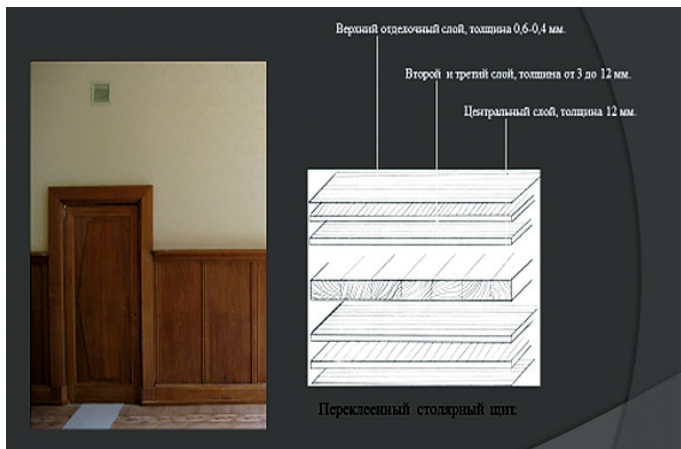 Верхний отделочный слой, толщина 0,6-0,4 мм.
Второй и третий слой, толщина от 3 до 12 мм.
Центральный слой, толщина 12 мм.
Переклеенный столярный щит.